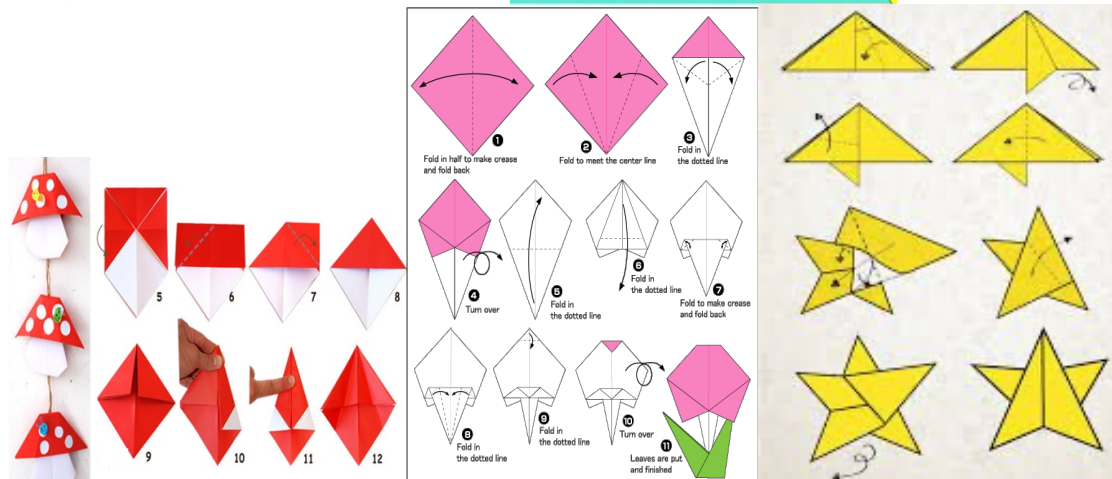 5
6
7
8
9
10
11
12
1
Fold in half to make crease
and fold back
2
Fold to meet the center line
3
Fold in
the dotted line
4
Turn over
5
Fold in
the dotted line
6
Fold in
the dotted line
7
Fold to make crease
and fold back
8
Fold in
the dotted line
9
Fold in
the dotted line
10
Turn over
11
Leaves are put
and finished